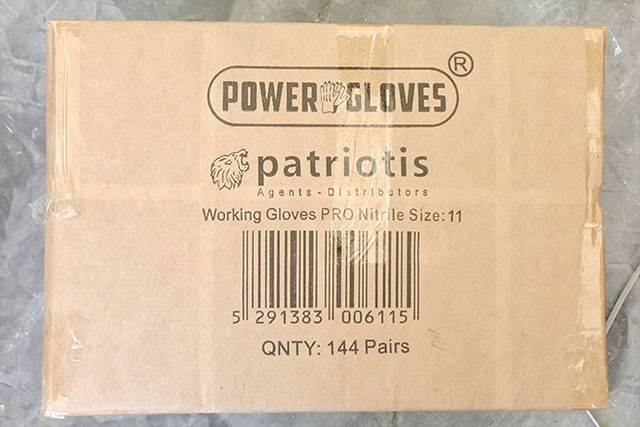 POWER GLOVES ®
patriotis
Agents - Distributors
Working Gloves PRO Nitrile Size: 11
5 291383 006115
QNTY: 144 Pairs